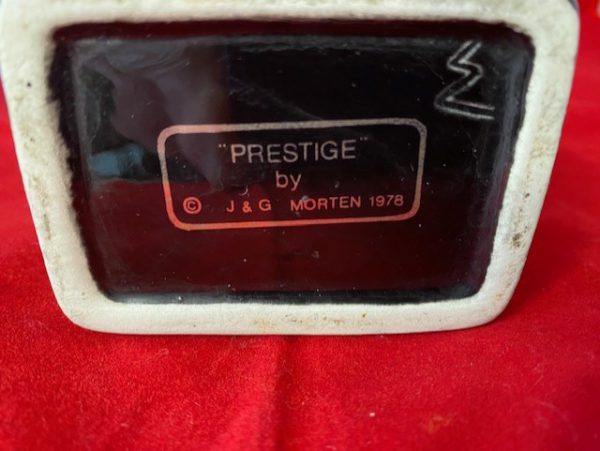 "PRESTIGE"
by
© J & G MORTEN 1978